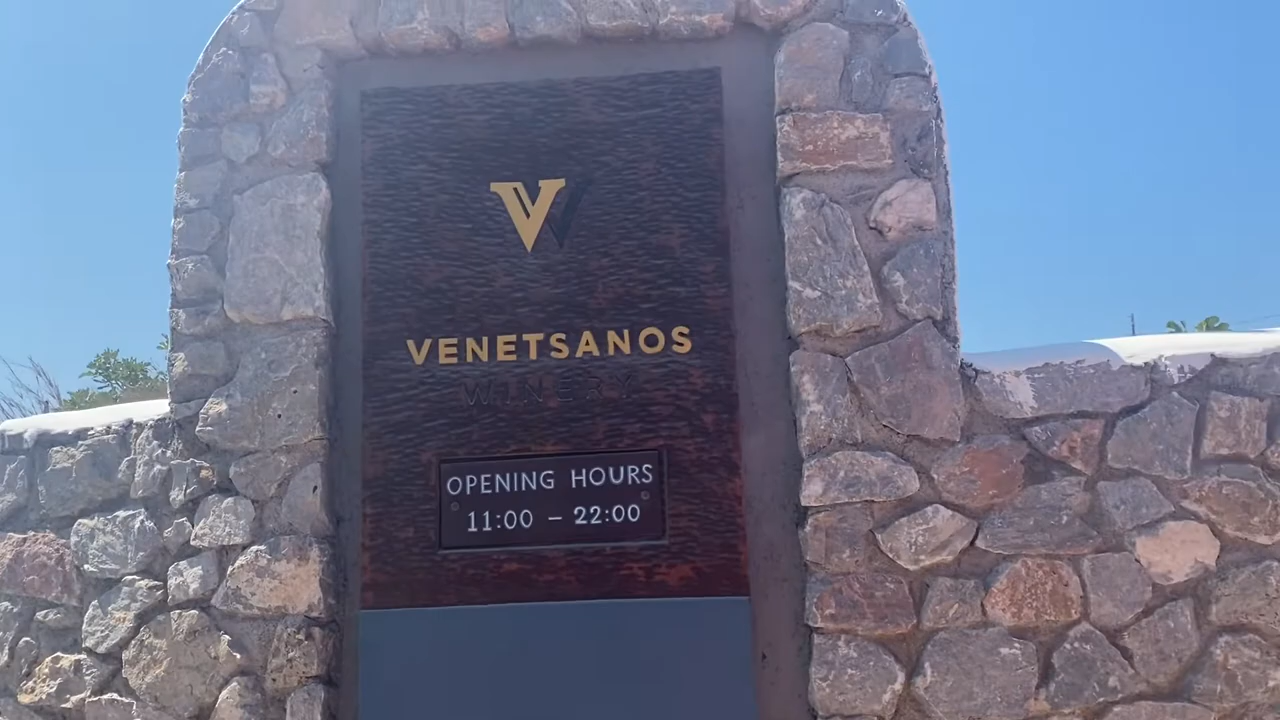 V
VENETSANOS
WINERY
OPENING HOURS
11:00 – 22:00